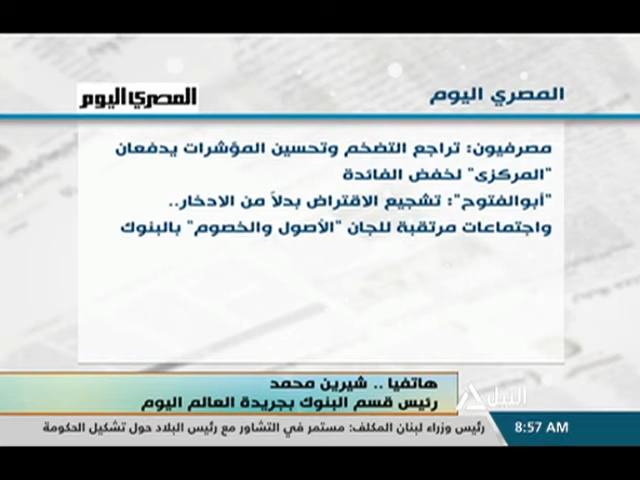 المصري اليوم
المصري اليوم
مصرفيون: تراجع التضخم وتحسين المؤشرات يدفعان
"المركزى" لخفض الفائدة
"أبوالفتوح": تشجيع الاقتراض بدلاً من الادخار..
واجتماعات مرتقبة للجان "الأصول والخصوم" بالبنوك
هاتفيا .. شيرين محمد
رئيس قسم البنوك بجريدة العالم اليوم
النيل
رئيس وزراء لبنان المكلف: مستمر في التشاور مع رئيس البلاد حول تشكيل الحكومة
8:57 AM